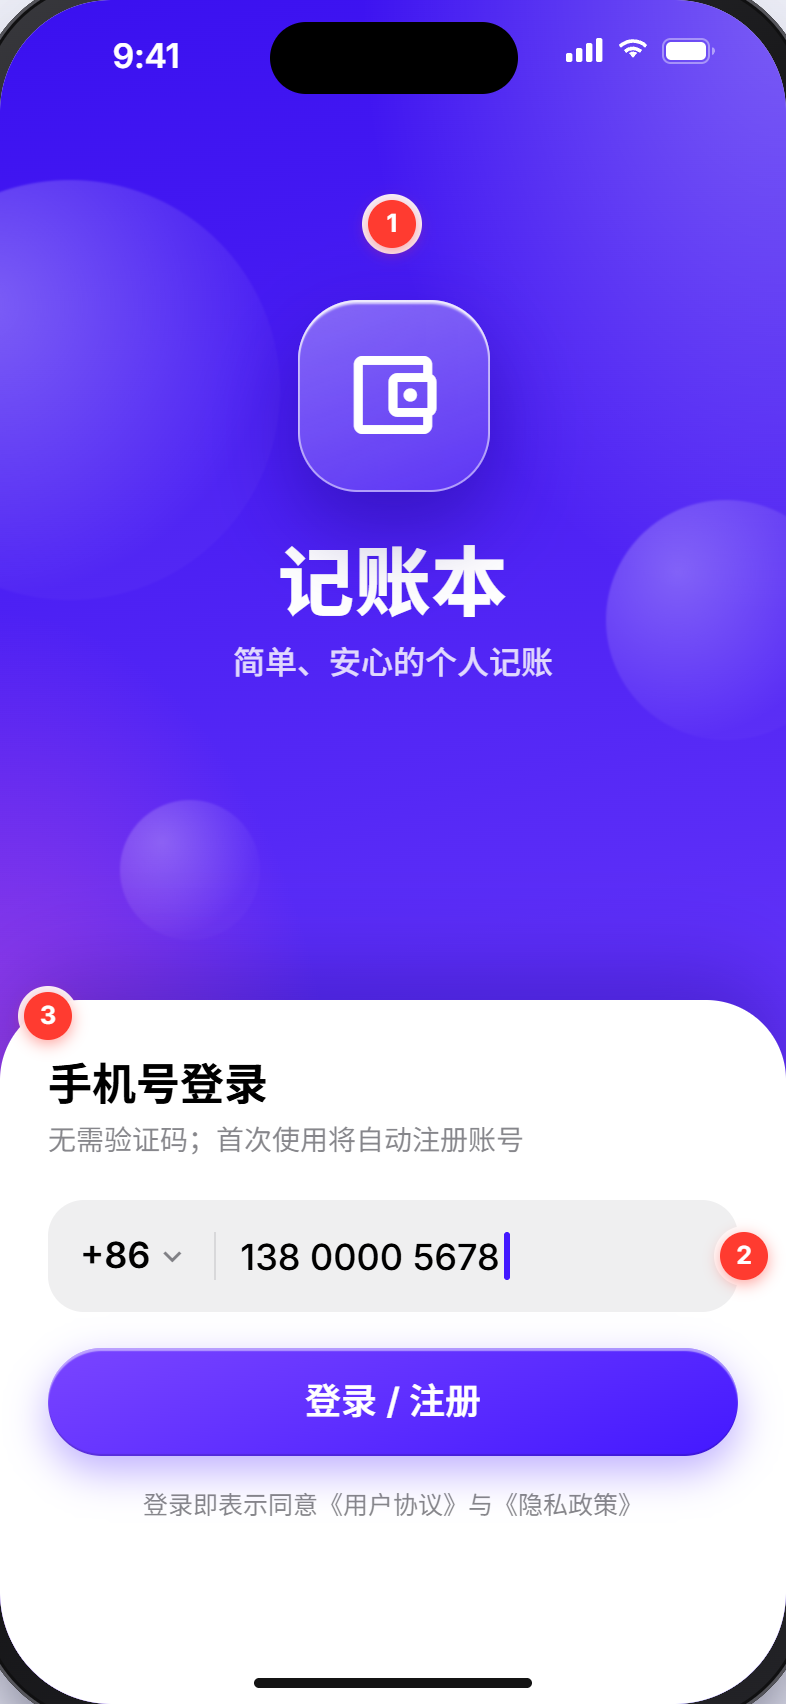 9:41
1
记账本
简单、安心的个人记账
3
手机号登录
无需验证码；首次使用将自动注册账号
+86 138 0000 5678
2
登录 / 注册
登录即表示同意《用户协议》与《隐私政策》